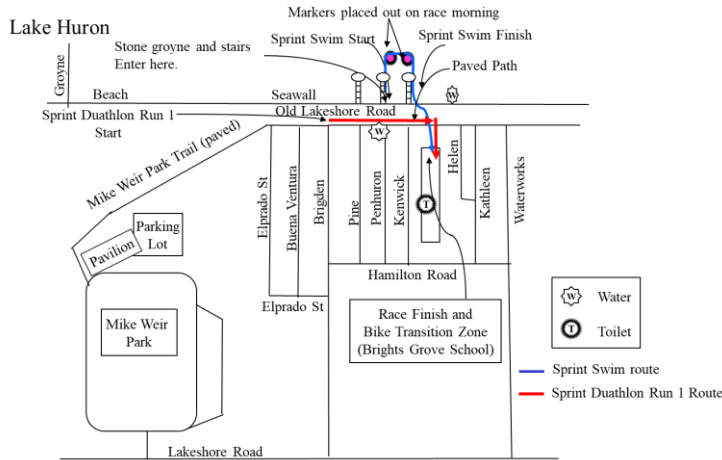 Markers placed out on race morning
Lake Huron
Stone groyne and stairs
Enter here.
Sprint Swim Start
Sprint Swim Finish
Paved Path
Groyne
Beach
Seawall
W
Old Lakeshore Road
Sprint Duathlon Run 1
Start
W
Mike Weir Park Trail (paved)
Elprado St
Buena Ventura
Brigden
Pine
Penhuron
Kenwick
T
Helen
Kathleen
Waterworks
Parking
Lot
Pavilion
Hamilton Road
Elprado St
Mike Weir
Park
Race Finish and
Bike Transition Zone
(Brights Grove School)
W Water
T Toilet
Sprint Swim route
Sprint Duathlon Run 1 Route
Lakeshore Road